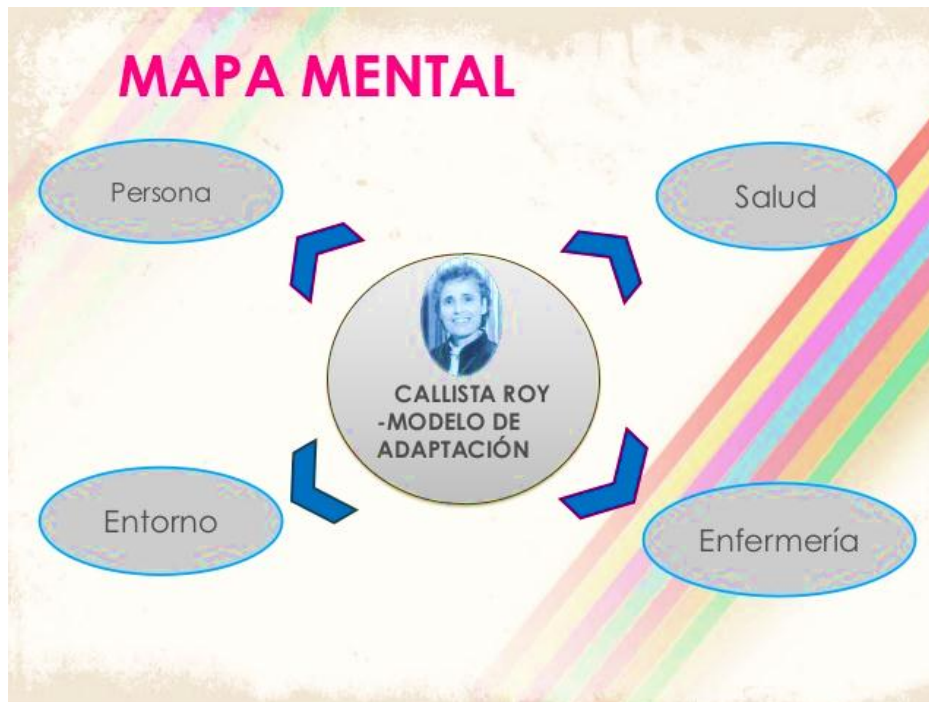 MAPA MENTAL
Persona
Salud
CALLISTA ROY
-MODELO DE
ADAPTACIÓN
Entorno
Enfermería